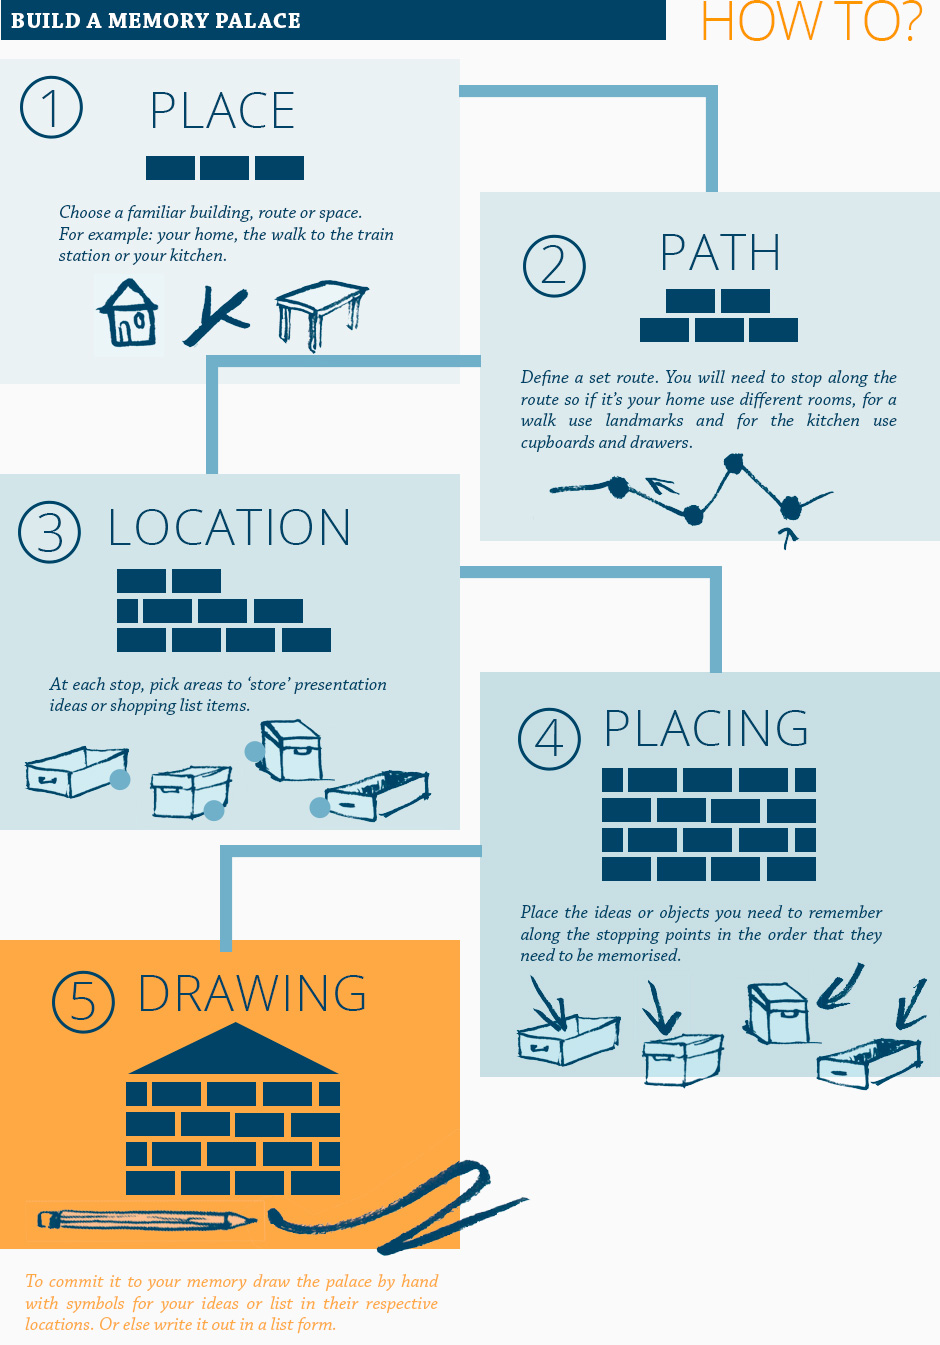 BUILD A MEMORY PALACE
HOW TO?
1
PLACE
Choose a familiar building, route or space.
For example: your home, the walk to the train
station or your kitchen.
2
PATH
Define a set route. You will need to stop along the
route so if it's your home use different rooms, for a
walk use landmarks and for the kitchen use
cupboards and drawers.
3
LOCATION
At each stop, pick areas to ‘store’ presentation
ideas or shopping list items.
4
PLACING
Place the ideas or objects you need to remember
along the stopping points in the order that they
need to be memorised.
5
DRAWING
To commit it to your memory draw the palace by hand
with symbols for your ideas or list in their respective
locations. Or else write it out in a list form.